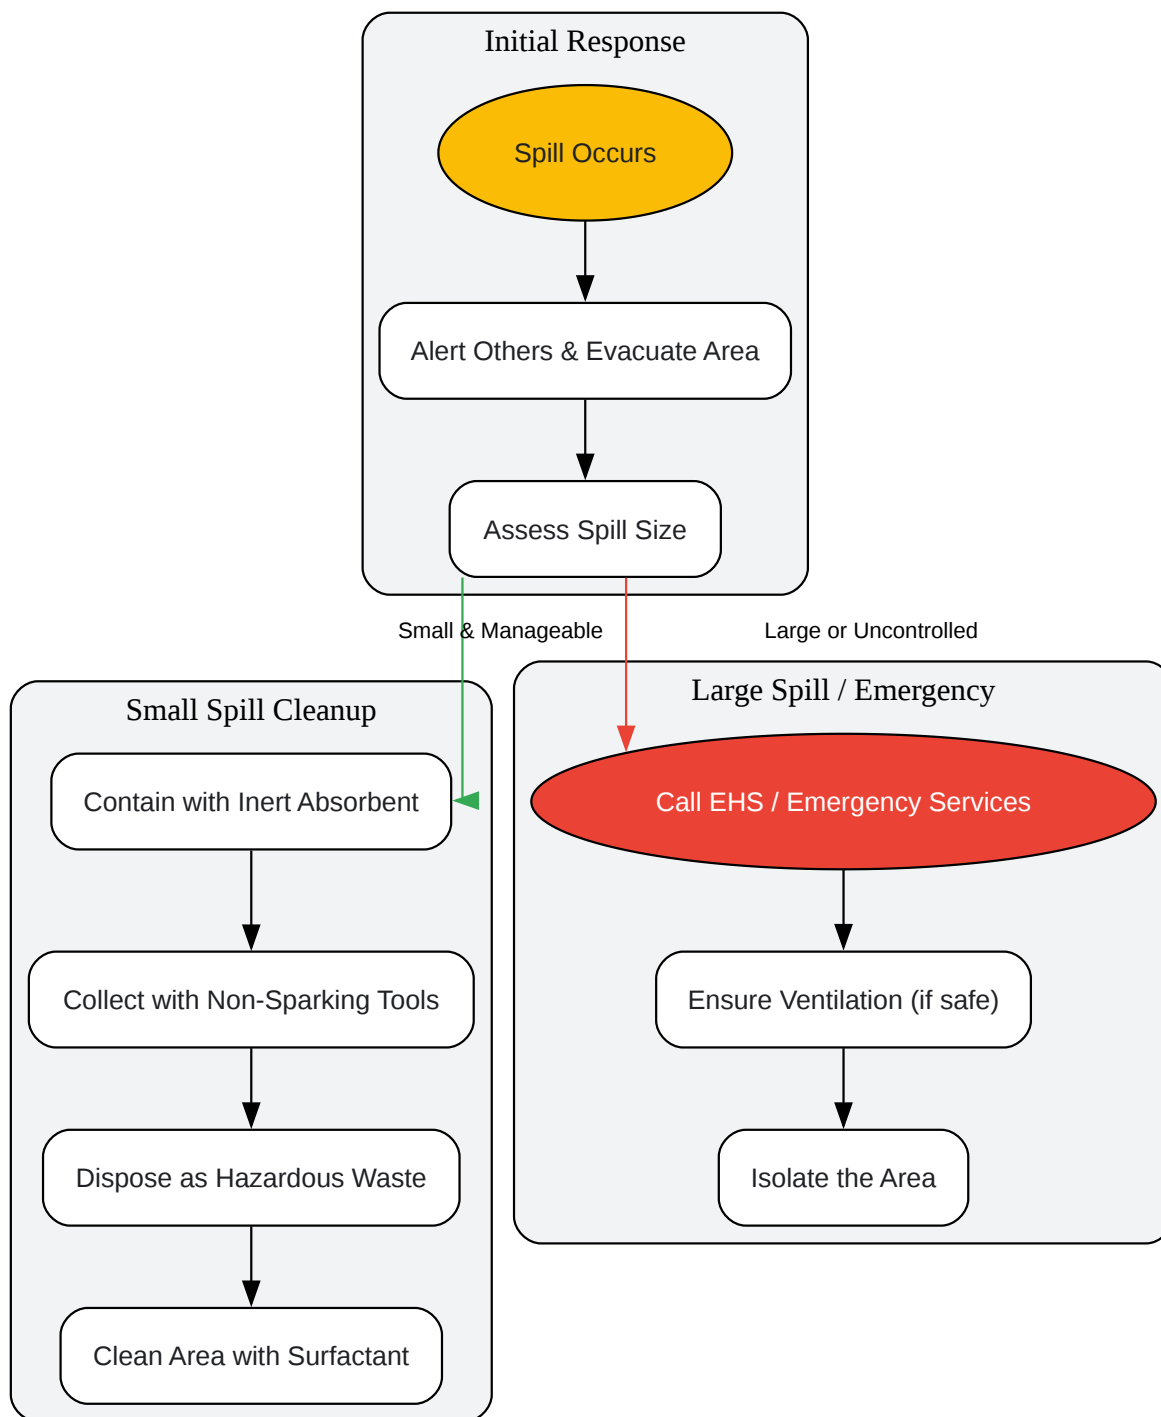 Initial Response
Spill Occurs
Alert Others & Evacuate Area
Assess Spill Size
Small & Manageable
Large or Uncontrolled
Small Spill Cleanup
Contain with Inert Absorbent
Collect with Non-Sparking Tools
Dispose as Hazardous Waste
Clean Area with Surfactant
Large Spill / Emergency
Call EHS / Emergency Services
Ensure Ventilation (if safe)
Isolate the Area